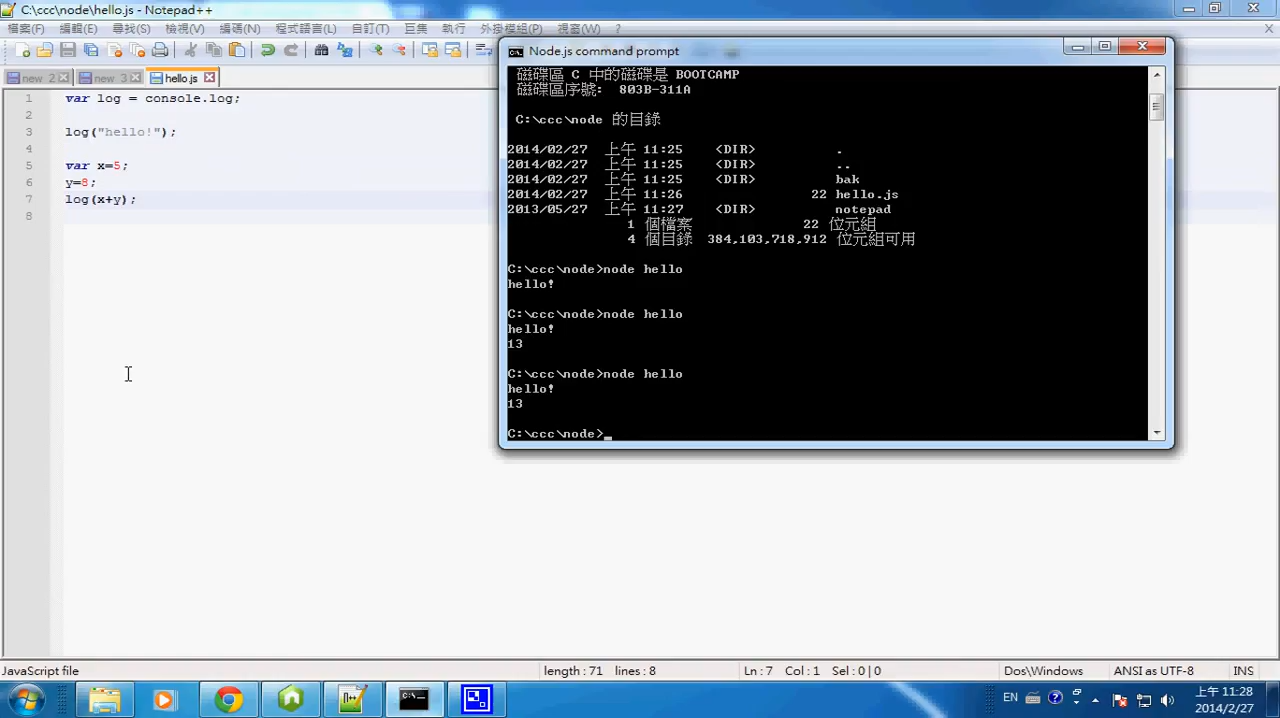 C:\ccc\node\hello.js - Notepad++
檔案(F) 編輯(E) 尋找(S) 檢視(V) 編碼(N) 程式語言(L) 自訂(T) 巨集 執行 外掛模組(P) 視窗(W) ?
new 2 new 3 hello.js
1 var log = console.log;
2
3 log("hello!");
4
5 var x=5;
6 y=8;
7 log(x+y);
8
Node.js command prompt
磁碟區 C 中的磁碟是 BOOTCAMP
磁碟區序號: 803B-311A
C:\ccc\node 的目錄
2014/02/27 上午 11:25 <DIR> .
2014/02/27 上午 11:25 <DIR> ..
2014/02/27 上午 11:25 <DIR> bak
2014/02/27 上午 11:26 22 hello.js
2013/05/27 上午 11:27 <DIR> notepad
1 個檔案 22 位元組
4 個目錄 384,103,718,912 位元組可用
C:\ccc\node>node hello
hello!
C:\ccc\node>node hello
hello!
13
C:\ccc\node>node hello
hello!
13
C:\ccc\node>_
JavaScript file length : 71 lines : 8 Ln : 7 Col : 1 Sel : 0 | 0 Dos\Windows ANSI as UTF-8 INS
EN 上午 11:28
2014/2/27